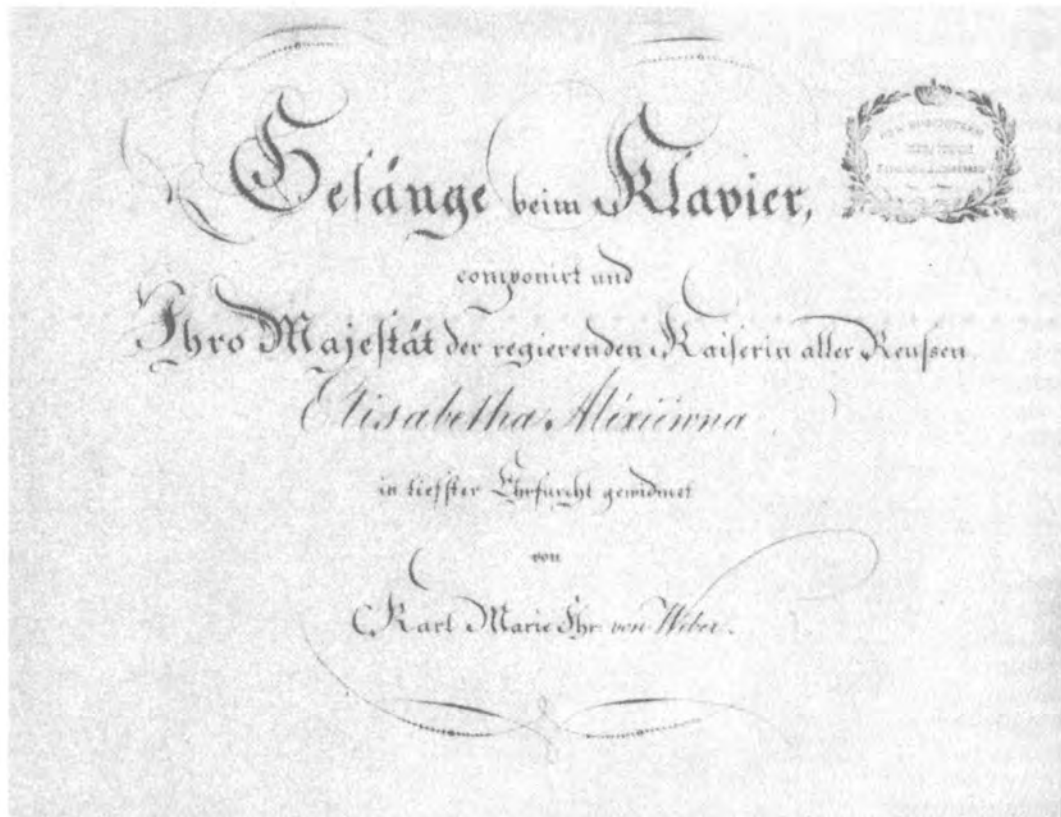 Gesänge beim Klavier,
componirt und
Ihro Majestät der regierenden Kaiserin aller Reussen,
Elisabetha Alexiewna
in tiefster Ehrfurcht gewidmet
von
Karl Marie Fhr. von Weber.